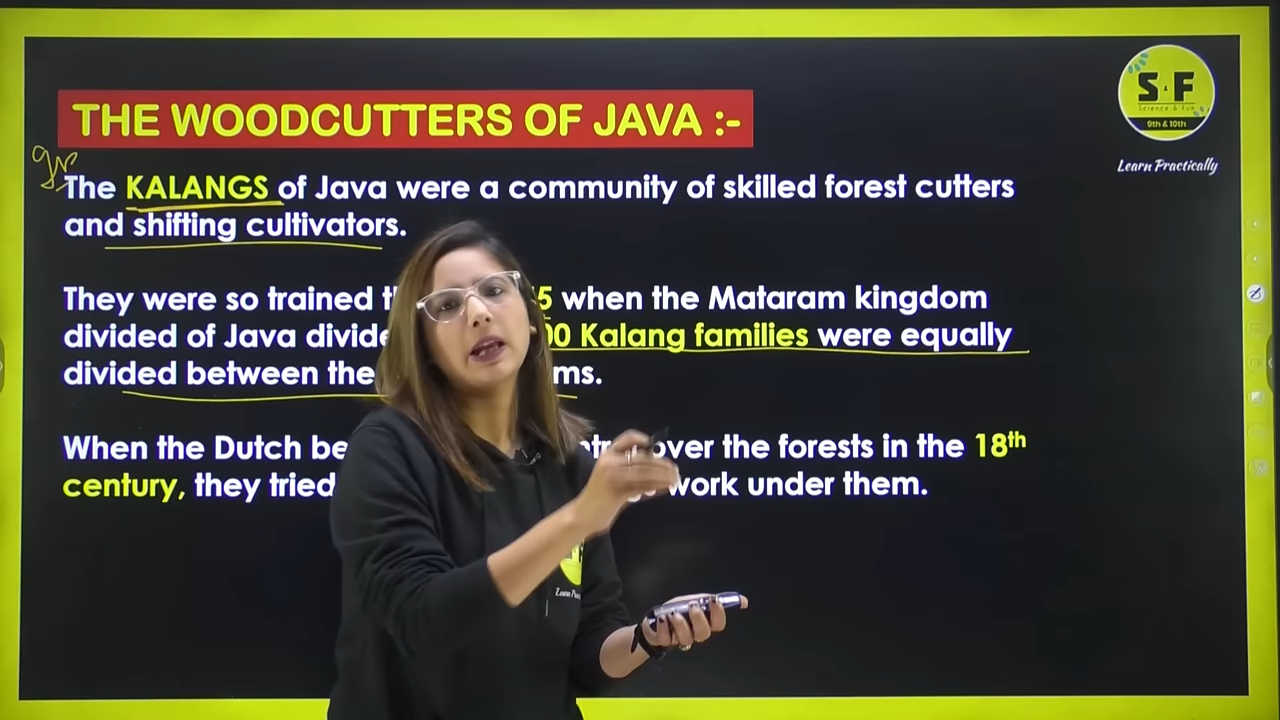 THE WOODCUTTERS OF JAVA :-
S & F
Science & Fun
9th & 10th
Learn Practically
The KALANGS of Java were a community of skilled forest cutters
and shifting cultivators.
They were so trained 5 when the Mataram kingdom
divided of Java 00 Kalang families were equally
divided between the
When the Dutch over the forests in the 18th
century, they tried work under them.